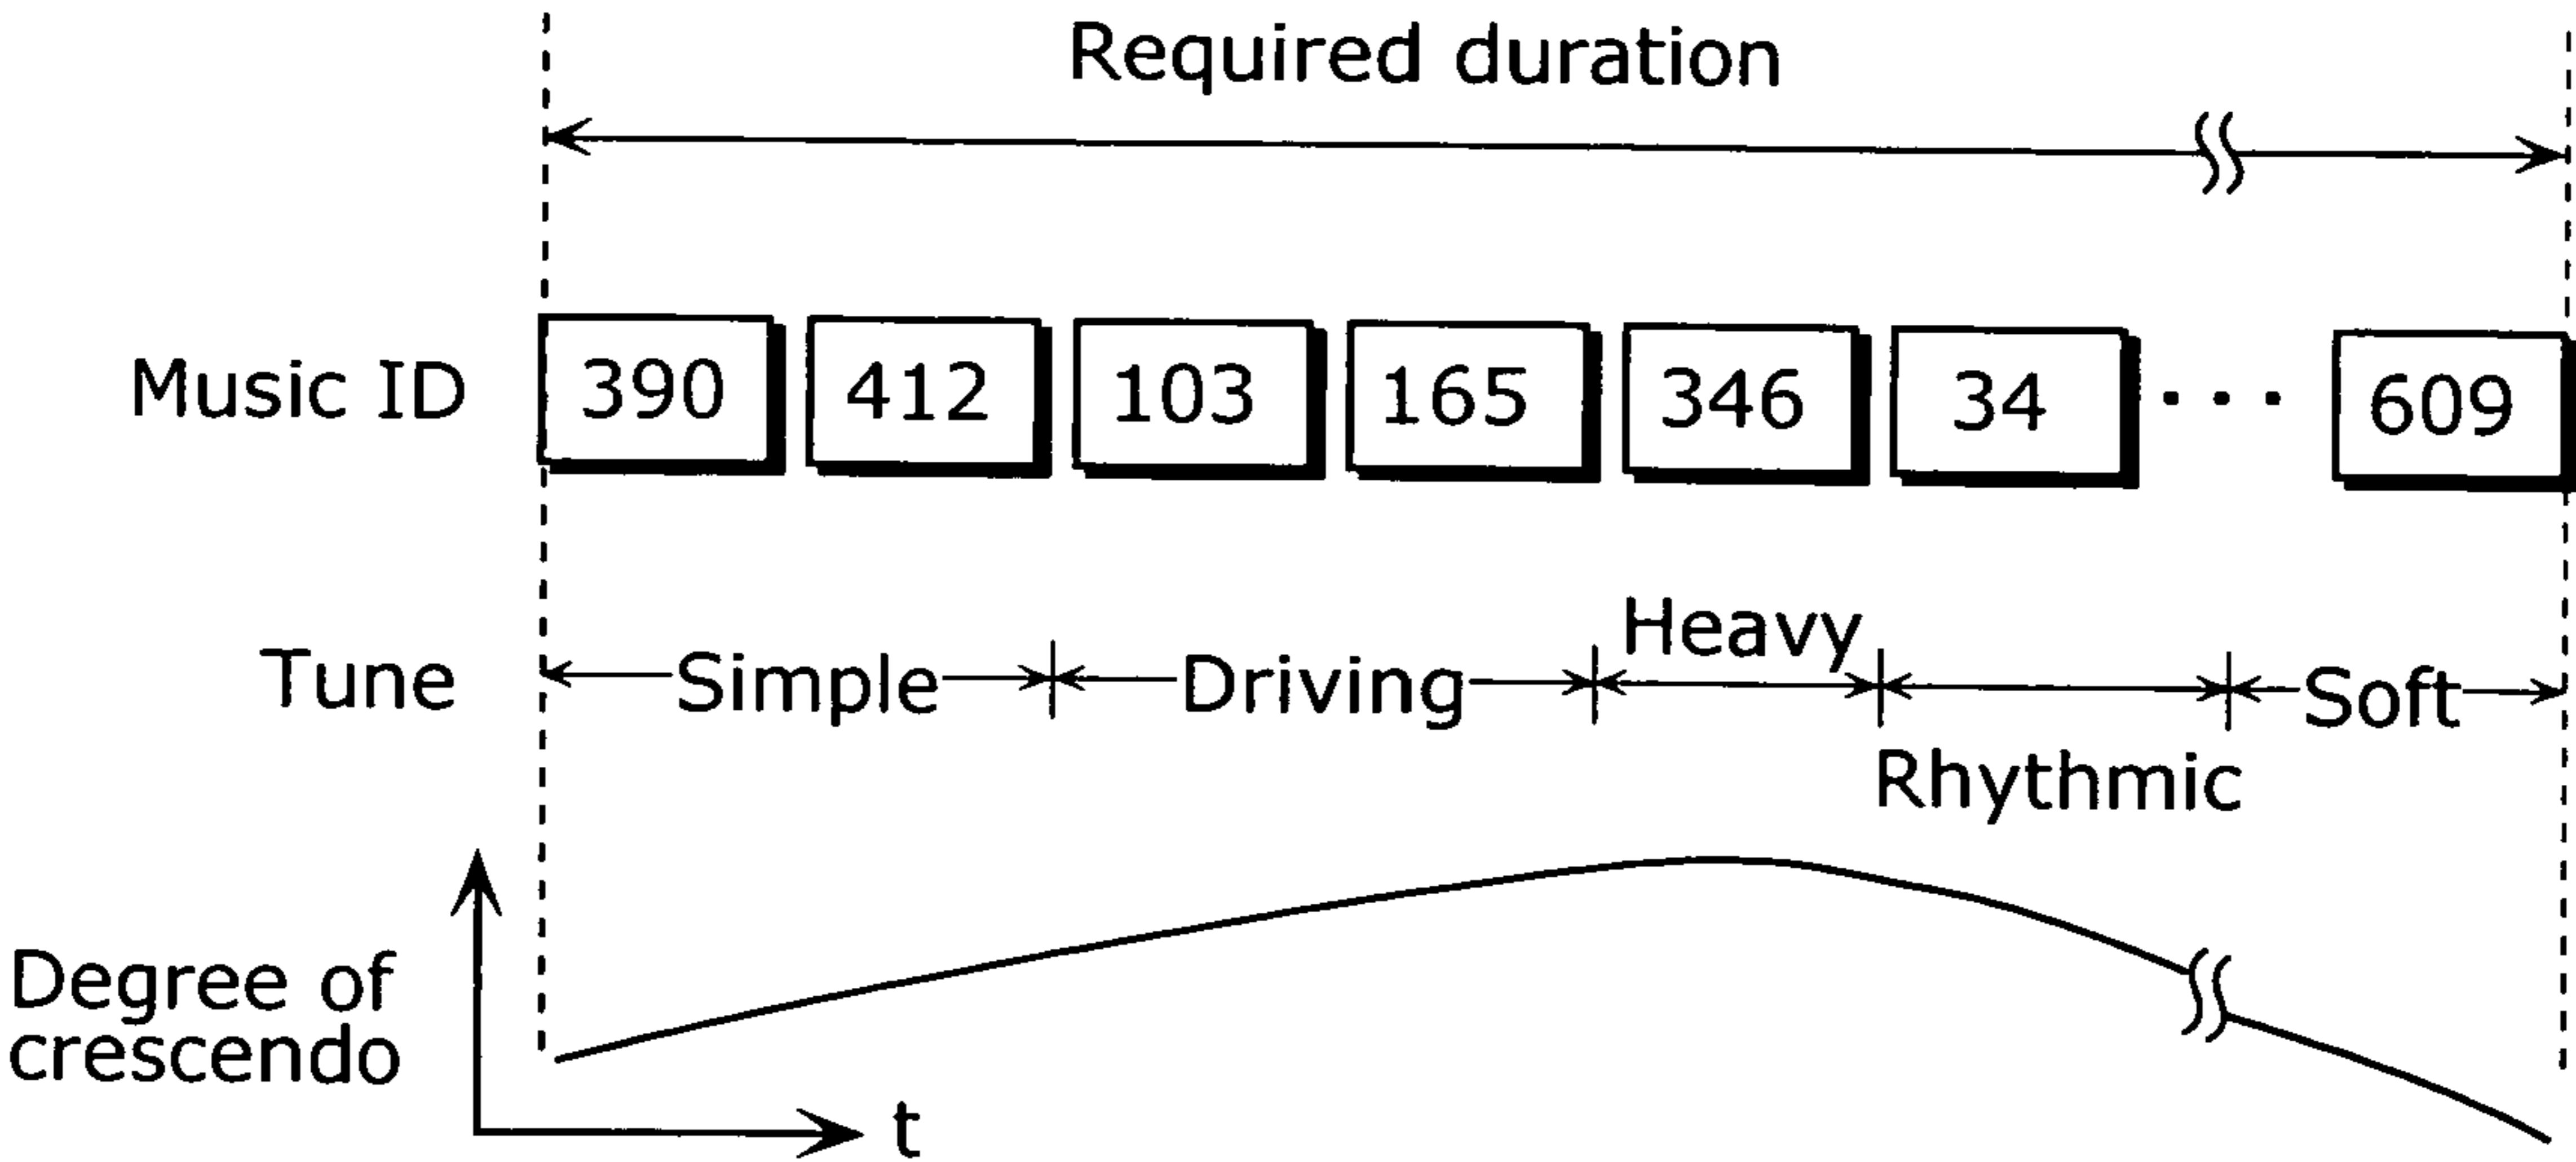 Required duration
Music ID 390 412 103 165 346 34 ... 609
Tune Simple Driving Heavy Rhythmic Soft
Degree of
crescendo
t